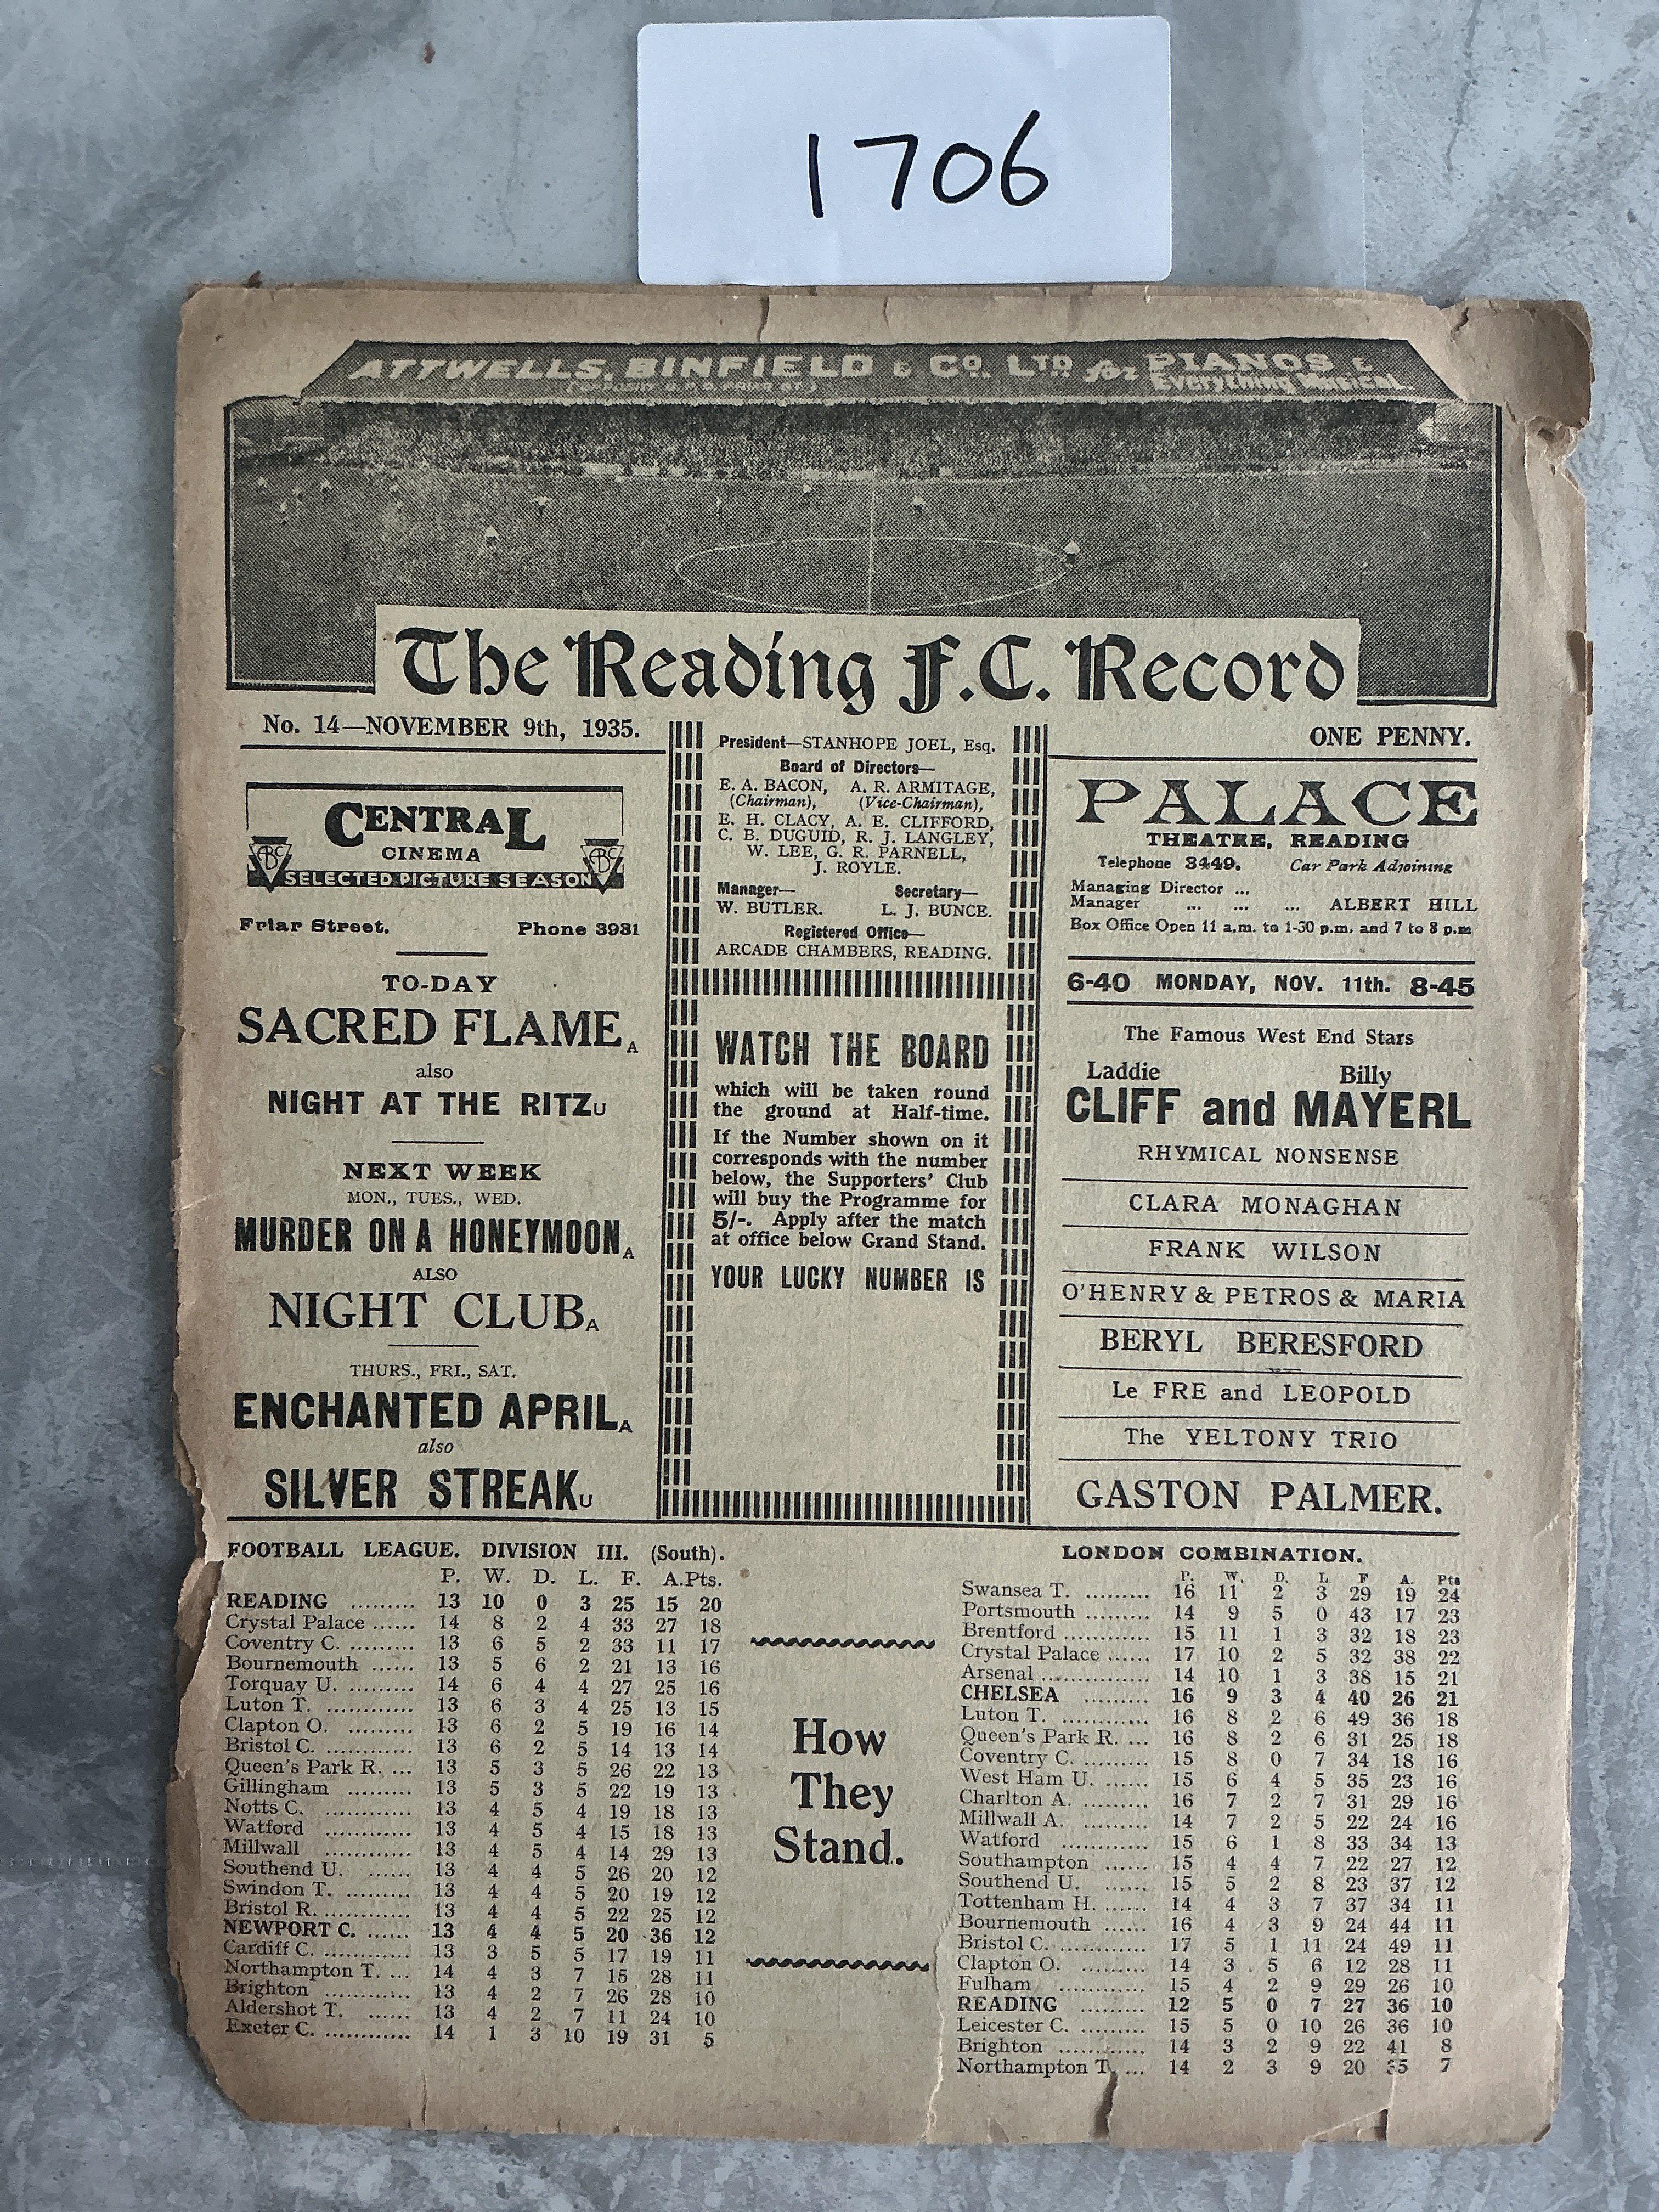 1706
ATTWELLS, BINFIELD & CO. LTD for PIANOS &
(OPPOSITE G.P.O. FRIAR ST.) Everything Musical.
The Reading F.C. Record
No. 14—NOVEMBER 9th, 1935.
ONE PENNY.
CENTRAL
CINEMA
ABC ABC
SELECTED PICTURE SEASON
Friar Street. Phone 3931
TO-DAY
SACRED FLAME A
also
NIGHT AT THE RITZ U
NEXT WEEK
MON., TUES., WED.
MURDER ON A HONEYMOON A
ALSO
NIGHT CLUB A
THURS., FRI., SAT.
ENCHANTED APRIL A
also
SILVER STREAK U
President—STANHOPE JOEL, Esq.
Board of Directors—
E. A. BACON, A. R. ARMITAGE,
(Chairman), (Vice-Chairman),
E. H. CLACY, A. E. CLIFFORD,
C. B. DUGUID, R. J. LANGLEY,
W. LEE, G. R. PARNELL,
J. ROYLE.
Manager— Secretary—
W. BUTLER. L. J. BUNCE.
Registered Office—
ARCADE CHAMBERS, READING.
WATCH THE BOARD
which will be taken round
the ground at Half-time.
If the Number shown on it
corresponds with the number
below, the Supporters' Club
will buy the Programme for
5/-. Apply after the match
at office below Grand Stand.
YOUR LUCKY NUMBER IS
PALACE
THEATRE, READING
Telephone 3449. Car Park Adjoining
Managing Director ...
Manager ... ... ... ALBERT HILL
Box Office Open 11 a.m. to 1-30 p.m. and 7 to 8 p.m
6-40 MONDAY, NOV. 11th. 8-45
The Famous West End Stars
Laddie Billy
CLIFF and MAYERL
RHYMICAL NONSENSE
CLARA MONAGHAN
FRANK WILSON
O'HENRY & PETROS & MARIA
BERYL BERESFORD
Le FRE and LEOPOLD
The YELTONY TRIO
GASTON PALMER.
FOOTBALL LEAGUE. DIVISION III. (South).
P. W. D. L. F. A. Pts.
READING ......... 13 10 0 3 25 15 20
Crystal Palace ...... 14 8 2 4 33 27 18
Coventry C. ......... 13 6 5 2 33 11 17
Bournemouth ...... 13 5 6 2 21 13 16
Torquay U. ......... 14 6 4 4 27 25 16
Luton T. ............ 13 6 3 4 25 13 15
Clapton O. ......... 13 6 2 5 19 16 14
Bristol C. ............ 13 6 2 5 14 13 14
Queen's Park R. ... 13 5 3 5 26 22 13
Gillingham ......... 13 5 3 5 22 19 13
Notts C. ............ 13 4 5 4 19 18 13
Watford ............ 13 4 5 4 15 18 13
Millwall ............ 13 4 5 4 14 29 13
Southend U. ...... 13 4 4 5 26 20 12
Swindon T. ......... 13 4 4 5 20 19 12
Bristol R. ............ 13 4 4 5 22 25 12
NEWPORT C. ...... 13 4 4 5 20 36 12
Cardiff C. ............ 13 3 5 5 17 19 11
Northampton T. ... 14 4 3 7 15 28 11
Brighton ............ 13 4 2 7 26 28 10
Aldershot T. ...... 13 4 2 7 11 24 10
Exeter C. ............ 14 1 3 10 19 31 5
How
They
Stand.
LONDON COMBINATION.
P. W. D. L F A. Pts
Swansea T. ......... 16 11 2 3 29 19 24
Portsmouth ......... 14 9 5 0 43 17 23
Brentford ............ 15 11 1 3 32 18 23
Crystal Palace ...... 17 10 2 5 32 38 22
Arsenal ............... 14 10 1 3 38 15 21
CHELSEA ......... 16 9 3 4 40 26 21
Luton T. ............ 16 8 2 6 49 36 18
Queen's Park R. ... 16 8 2 6 31 25 18
Coventry C. ......... 15 8 0 7 34 18 16
West Ham U. ...... 15 6 4 5 35 23 16
Charlton A. ......... 16 7 2 7 31 29 16
Millwall A. ......... 14 7 2 5 22 24 16
Watford ............ 15 6 1 8 33 34 13
Southampton ...... 15 4 4 7 22 27 12
Southend U. ...... 15 5 2 8 23 37 12
Tottenham H. ...... 14 4 3 7 37 34 11
Bournemouth ...... 16 4 3 9 24 44 11
Bristol C. ............ 17 5 1 11 24 49 11
Clapton O. ......... 14 3 5 6 12 28 11
Fulham ............ 15 4 2 9 29 26 10
READING ......... 12 5 0 7 27 36 10
Leicester C. ......... 15 5 0 10 26 36 10
Brighton ............ 14 3 2 9 22 41 8
Northampton T. ... 14 2 3 9 20 35 7